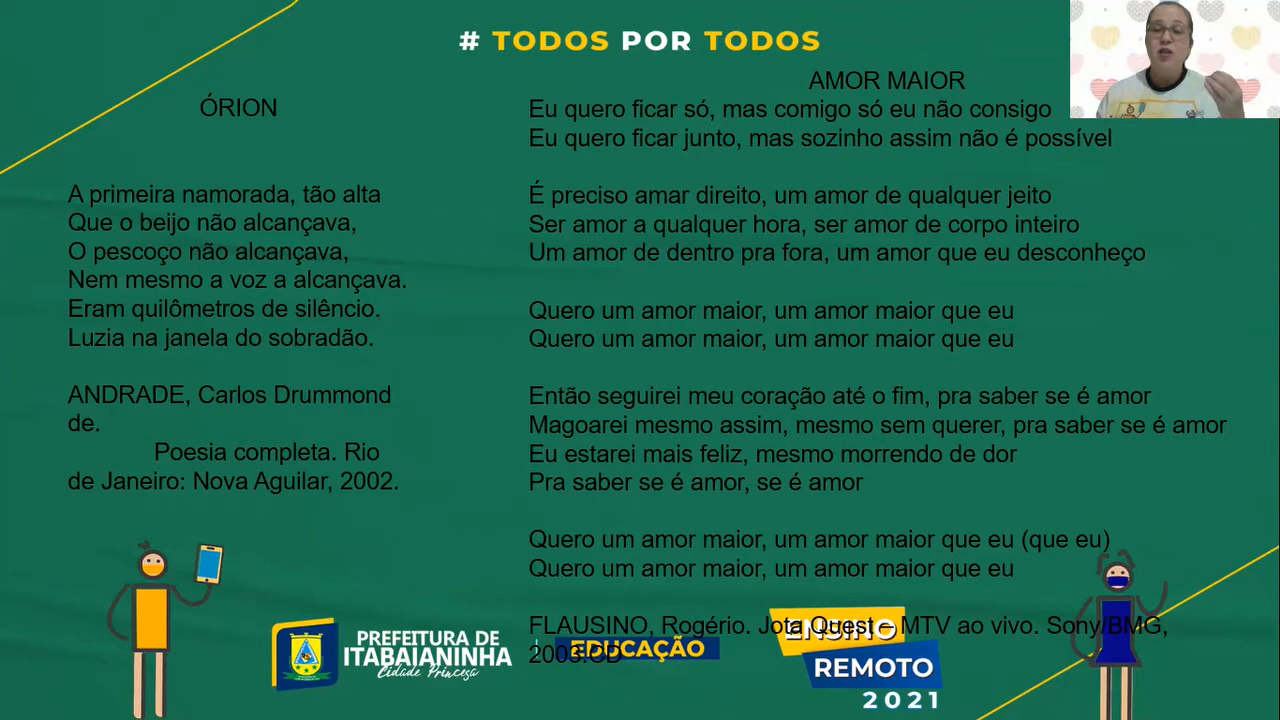 # TODOS POR TODOS
ÓRION
A primeira namorada, tão alta
Que o beijo não alcançava,
O pescoço não alcançava,
Nem mesmo a voz a alcançava.
Eram quilômetros de silêncio.
Luzia na janela do sobradão.
ANDRADE, Carlos Drummond
de.
Poesia completa. Rio
de Janeiro: Nova Aguilar, 2002.
AMOR MAIOR
Eu quero ficar só, mas comigo só eu não consigo
Eu quero ficar junto, mas sozinho assim não é possível
É preciso amar direito, um amor de qualquer jeito
Ser amor a qualquer hora, ser amor de corpo inteiro
Um amor de dentro pra fora, um amor que eu desconheço
Quero um amor maior, um amor maior que eu
Quero um amor maior, um amor maior que eu
Então seguirei meu coração até o fim, pra saber se é amor
Magoarei mesmo assim, mesmo sem querer, pra saber se é amor
Eu estarei mais feliz, mesmo morrendo de dor
Pra saber se é amor, se é amor
Quero um amor maior, um amor maior que eu (que eu)
Quero um amor maior, um amor maior que eu
FLAUSINO, Rogério. Jota Quest – MTV ao vivo. Sony/BMG,
2003.CD
PREFEITURA DE
ITABAIANINHA
Cidade Princesa
EDUCAÇÃO
ENSINO
REMOTO
2021